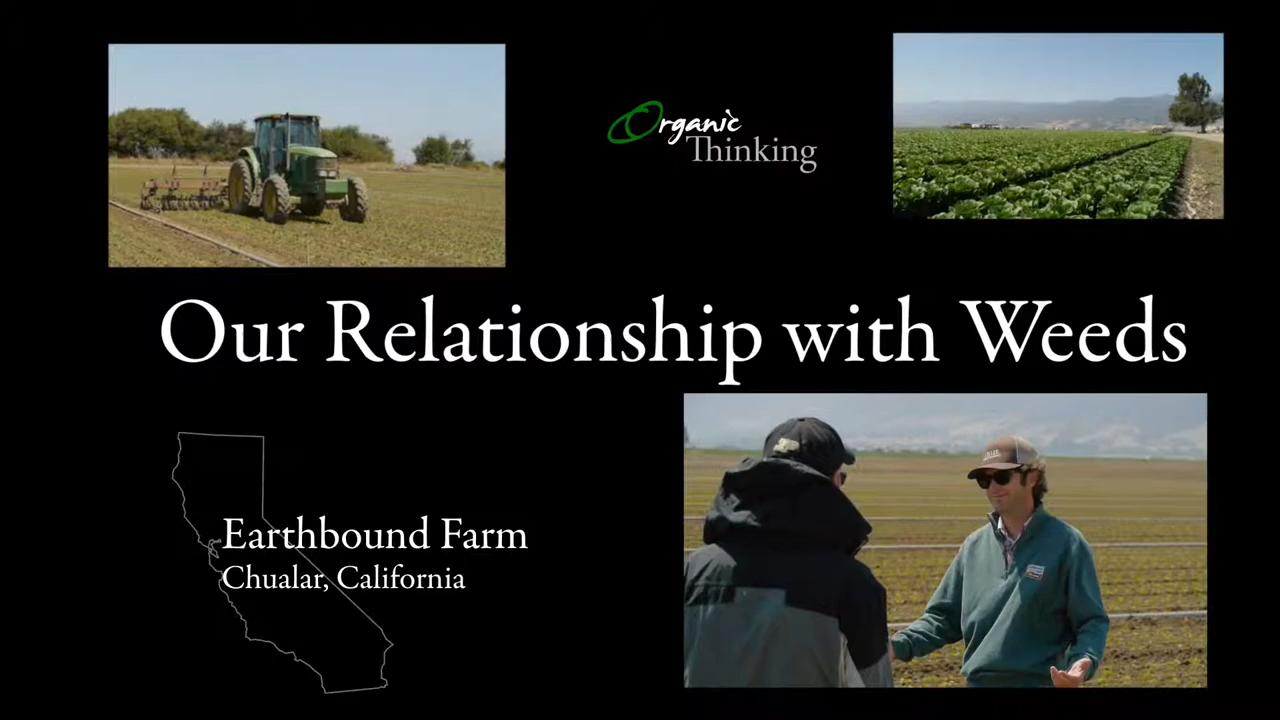 Organic
Thinking
Our Relationship with Weeds
Earthbound Farm
Chualar, California